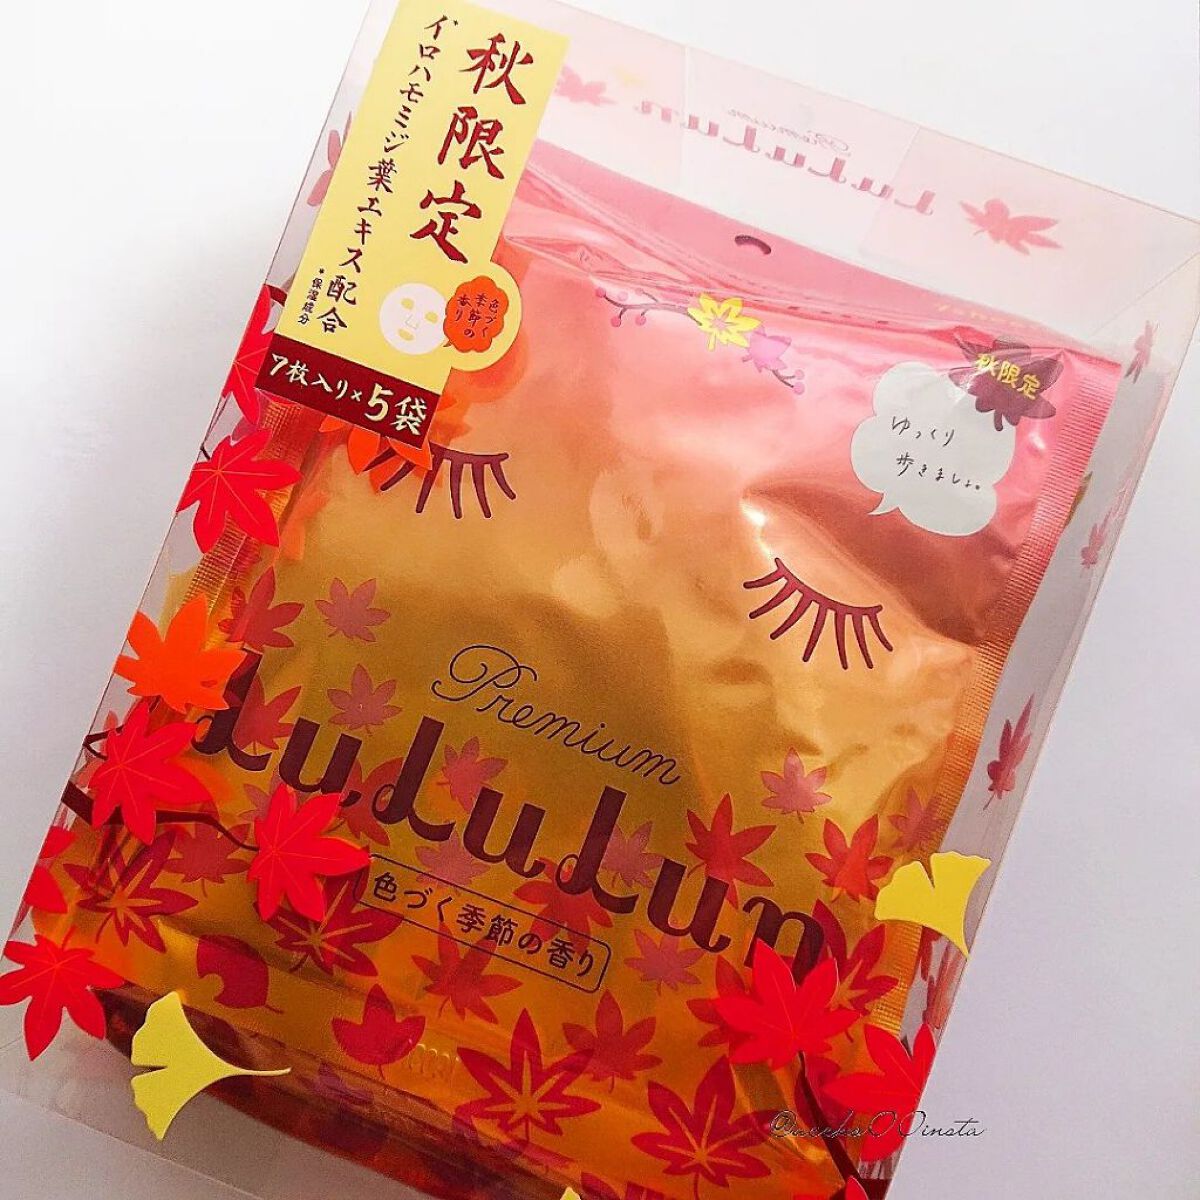 秋限定
イロハモミジ葉エキス配合
*保湿成分
色づく
季節の
香り
7枚入り×5袋
Premium
LuLuLun
秋限定
ゆっくり
歩きましょ。
Premium
LuLuLun
色づく季節の香り